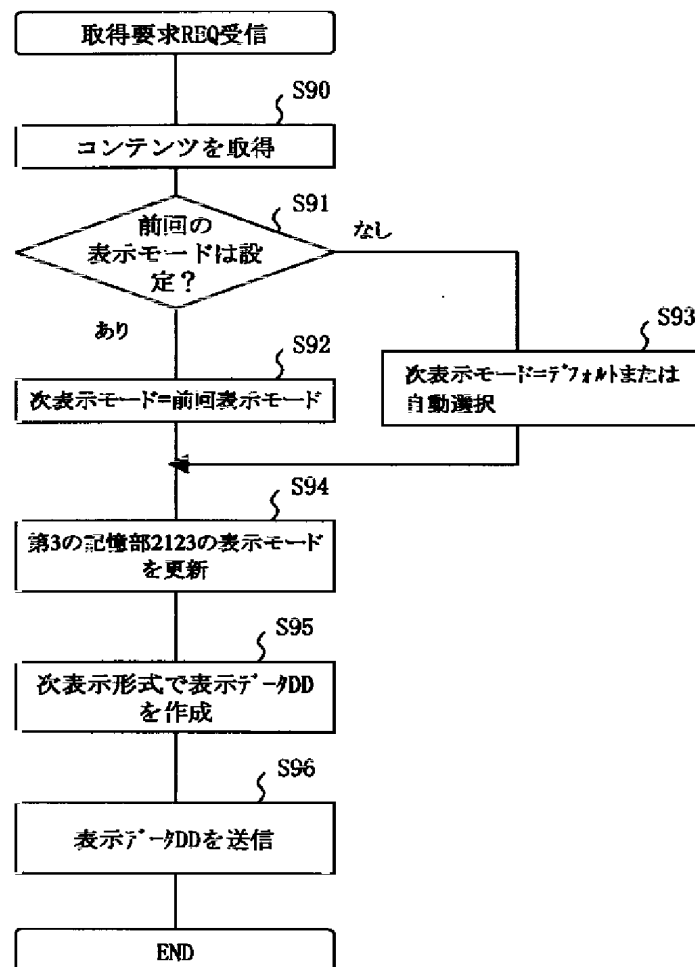 取得要求REQ受信
S90
コンテンツを取得
S91
前回の
表示モードは設
定？
なし
あり
S92
次表示モード=前回表示モード
S93
次表示モード=ﾃﾞﾌｫﾙﾄまたは
自動選択
S94
第3の記憶部2123の表示モード
を更新
S95
次表示形式で表示ﾃﾞｰﾀDD
を作成
S96
表示ﾃﾞｰﾀDDを送信
END